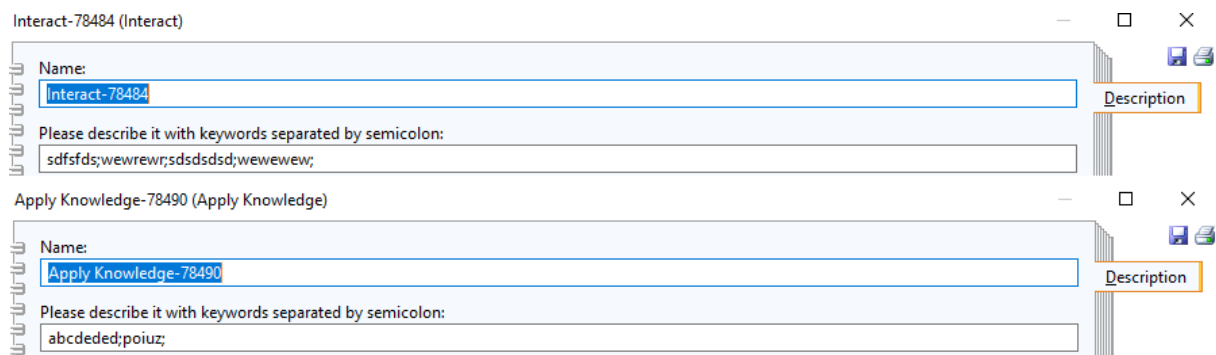 Interact-78484 (Interact)
Name:
Interact-78484
Description
Please describe it with keywords separated by semicolon:
sdfsfds;wewrewr;sdsdsdsd;wewewew;
Apply Knowledge-78490 (Apply Knowledge)
Name:
Apply Knowledge-78490
Description
Please describe it with keywords separated by semicolon:
abcdeded;poiuz;